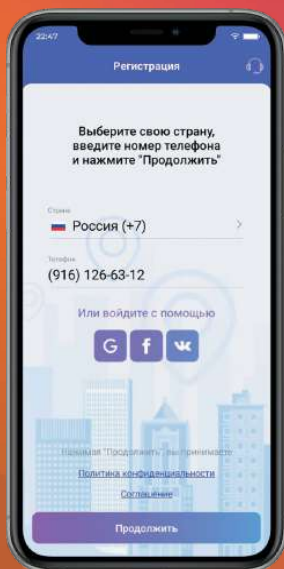 22:47
Регистрация
Выберите свою страну,
введите номер телефона
и нажмите "Продолжить"
Страна
Россия (+7)
Телефон
(916) 126-63-12
Или войдите с помощью
G f
Нажимая "Продолжить" вы принимаете
Политика конфиденциальности
Соглашение
Продолжить